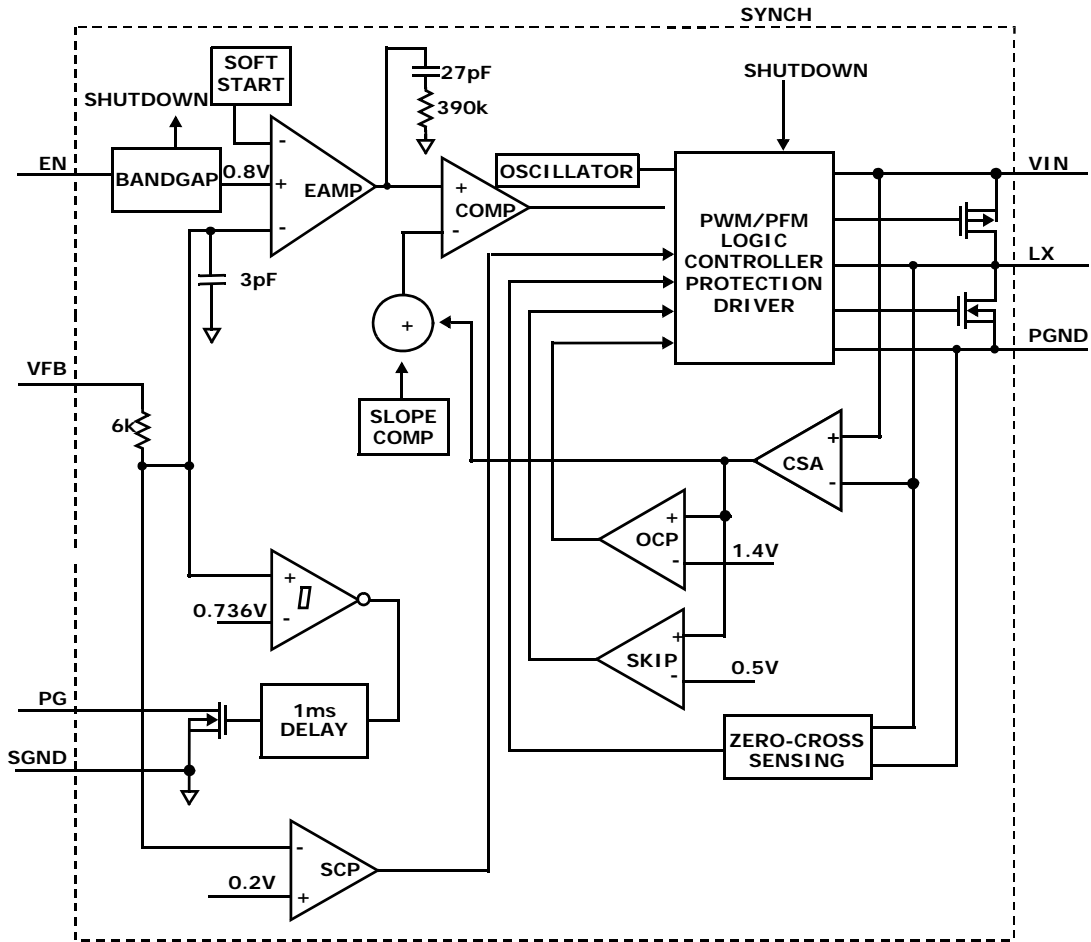 SYNCH
SOFT
START
27pF
390k
SHUTDOWN
SHUTDOWN
EN
BANDGAP
0.8V
-
+
-
EAMP
+
-
COMP
OSCILLATOR
VIN
PWM/PFM
LOGIC
CONTROLLER
PROTECTION
DRIVER
LX
3pF
+
PGND
VFB
6k
SLOPE
COMP
+
-
CSA
+
-
OCP
1.4V
+
-
0.736V
+
-
SKIP
0.5V
PG
1ms
DELAY
SGND
ZERO-CROSS
SENSING
-
+
SCP
0.2V